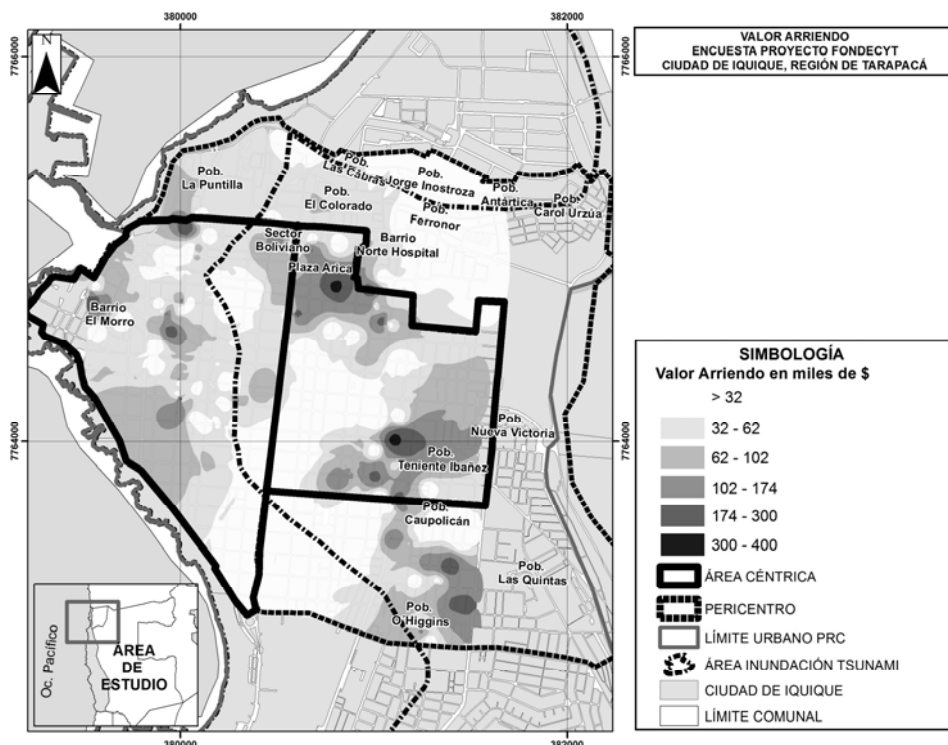 380000
382000
7766000
7766000
VALOR ARRIENDO
ENCUESTA PROYECTO FONDECYT
CIUDAD DE IQUIQUE, REGIÓN DE TARAPACÁ
N
Pob.
La Puntilla
Pob.
Las Cabras
Pob.
Jorge Inostroza
Pob.
El Colorado
Pob.
Antártica
Pob.
Carol Urzúa
Pob.
Ferronor
Sector
Boliviano
Barrio
Norte Hospital
Plaza Arica
Barrio
El Morro
Pob.
Nueva Victoria
7764000
7764000
Pob.
Teniente Ibañez
Pob.
Caupolicán
Pob.
Las Quintas
Pob.
O'Higgins
Oc. Pacífico
ÁREA
DE
ESTUDIO
380000
382000
SIMBOLOGÍA
Valor Arriendo en miles de $
> 32
32 - 62
62 - 102
102 - 174
174 - 300
300 - 400
ÁREA CÉNTRICA
PERICENTRO
LÍMITE URBANO PRC
ÁREA INUNDACIÓN TSUNAMI
CIUDAD DE IQUIQUE
LÍMITE COMUNAL